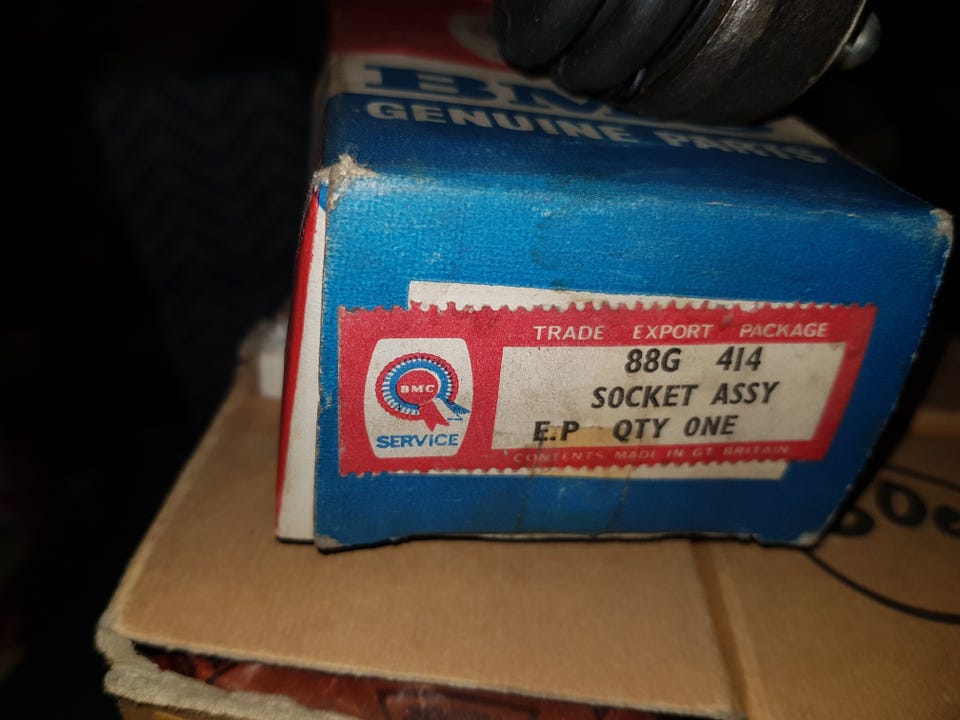 GENUINE PARTS
TRADE EXPORT PACKAGE
88G 414
SOCKET ASSY
E.P QTY ONE
CONTENTS MADE IN GT BRITAIN
BMC
SERVICE